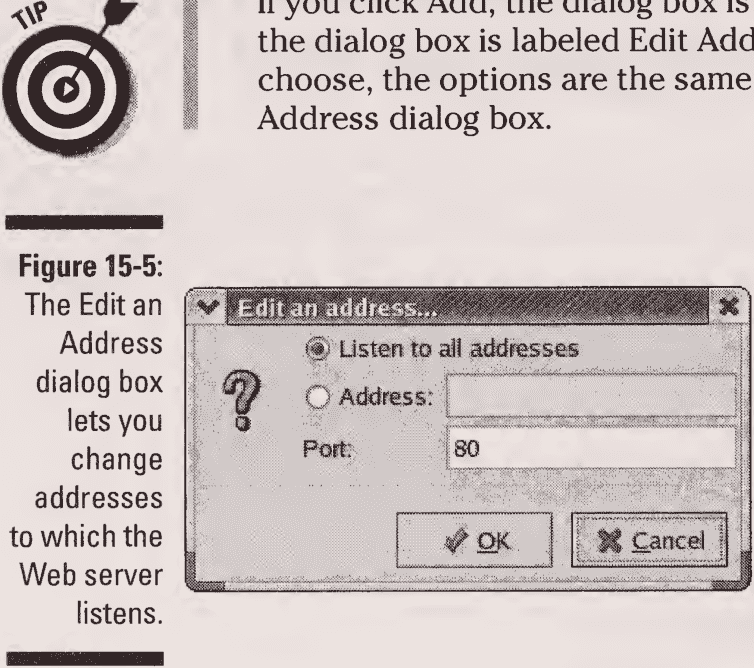 TIP
If you click Add, the dialog box is
the dialog box is labeled Edit Add
choose, the options are the same
Address dialog box.
Figure 15-5:
The Edit an
Address
dialog box
lets you
change
addresses
to which the
Web server
listens.
Edit an address...
Listen to all addresses
Address:
Port:
80
OK
Cancel